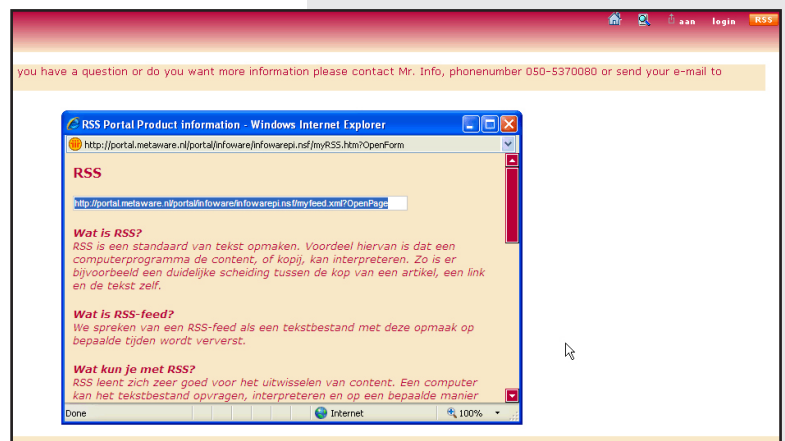 aan login RSS
you have a question or do you want more information please contact Mr. Info, phonenumber 050-5370080 or send your e-mail to
RSS Portal Product information - Windows Internet Explorer
http://portal.metaware.nl/portal/infoware/infowarepi.nsf/myRSS.htm?OpenForm
RSS
http://portal.metaware.nl/portal/infoware/infowarepi.nsf/myfeed.xml?OpenPage
Wat is RSS?
RSS is een standaard van tekst opmaken. Voordeel hiervan is dat een
computerprogramma de content, of kopij, kan interpreteren. Zo is er
bijvoorbeeld een duidelijke scheiding tussen de kop van een artikel, een link
en de tekst zelf.
Wat is RSS-feed?
We spreken van een RSS-feed als een tekstbestand met deze opmaak op
bepaalde tijden wordt ververst.
Wat kun je met RSS?
RSS leent zich zeer goed voor het uitwisselen van content. Een computer
kan het tekstbestand opvragen, interpreteren en op een bepaalde manier
Done Internet 100%